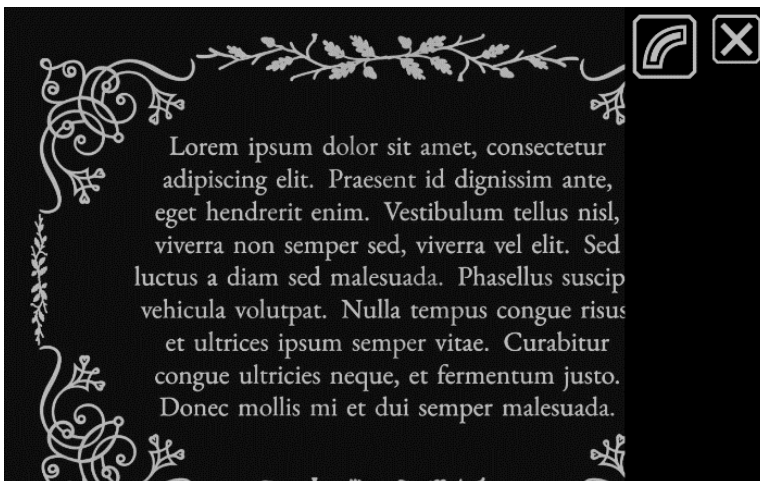 Lorem ipsum dolor sit amet, consectetur
adipiscing elit. Praesent id dignissim ante,
eget hendrerit enim. Vestibulum tellus nisl,
viverra non semper sed, viverra vel elit. Sed
luctus a diam sed malesuada. Phasellus suscip
vehicula volutpat. Nulla tempus congue risus
et ultrices ipsum semper vitae. Curabitur
congue ultricies neque, et fermentum justo.
Donec mollis mi et dui semper malesuada.